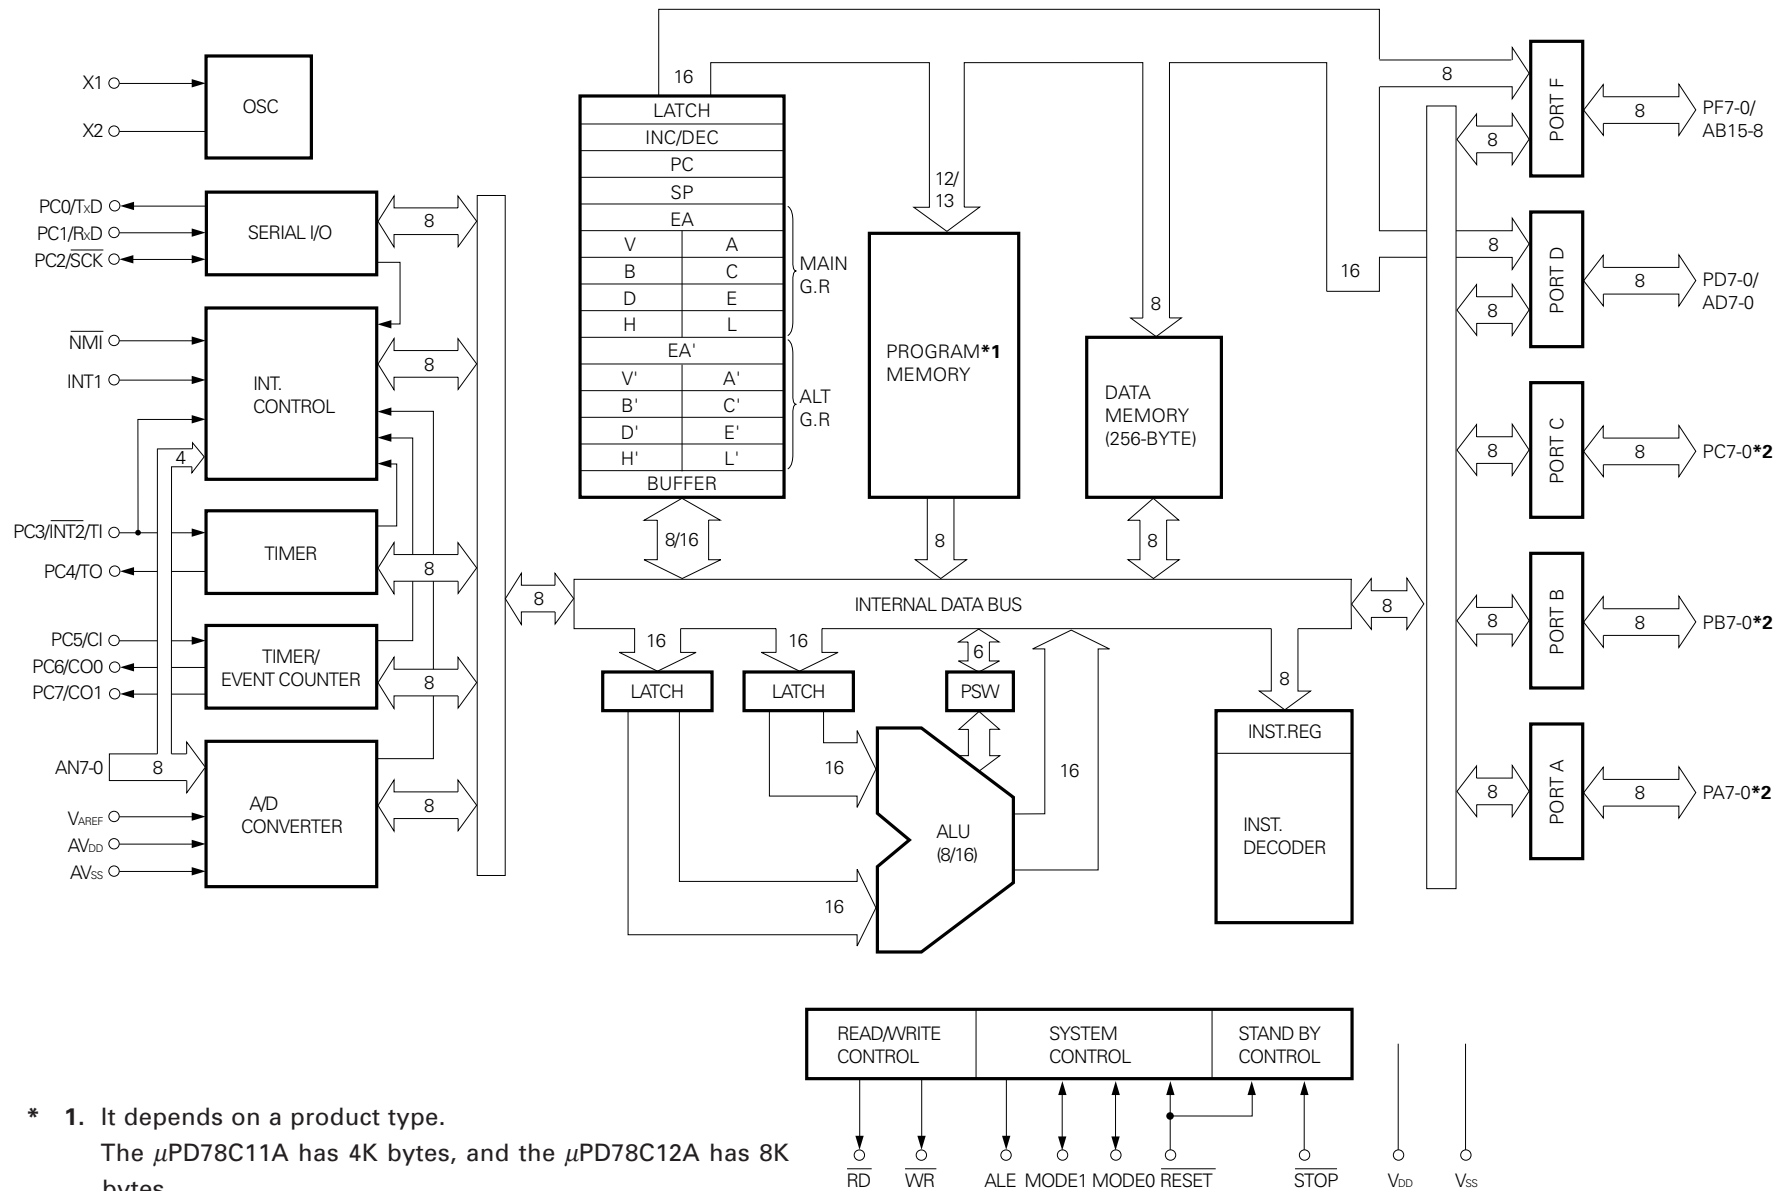 X1
X2
OSC
PC0/TxD
PC1/RxD
PC2/SCK
SERIAL I/O
8
NMI
INT1
INT.
CONTROL
8
4
PC3/INT2/TI
PC4/TO
TIMER
8
PC5/CI
PC6/CO0
PC7/CO1
TIMER/
EVENT COUNTER
8
AN7-0
8
VAREF
AVDD
AVSS
A/D
CONVERTER
8
8
16
LATCH
INC/DEC
PC
SP
EA
V A
B C
D E
H L
MAIN
G.R
EA'
V' A'
B' C'
D' E'
H' L'
ALT
G.R
BUFFER
8/16
12/
13
PROGRAM*1
MEMORY
8
8
DATA
MEMORY
(256-BYTE)
8
16
INTERNAL DATA BUS
8
16
LATCH
16
LATCH
6
PSW
16
16
ALU
(8/16)
16
8
INST.REG
INST.
DECODER
8
8
PORT F
8
PF7-0/
AB15-8
8
8
PORT D
8
PD7-0/
AD7-0
8
PORT C
8
PC7-0*2
8
PORT B
8
PB7-0*2
8
PORT A
8
PA7-0*2
READ/WRITE
CONTROL
SYSTEM
CONTROL
STAND BY
CONTROL
RD WR ALE MODE1 MODE0 RESET STOP VDD VSS
* 1. It depends on a product type.
The μPD78C11A has 4K bytes, and the μPD78C12A has 8K
bytes